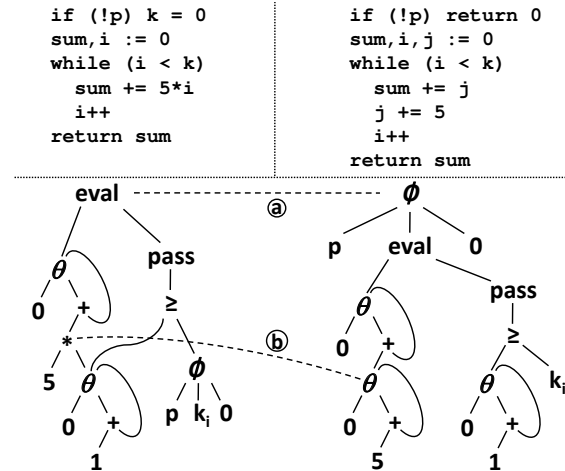 if (!p) k = 0
sum,i := 0
while (i < k)
sum += 5*i
i++
return sum
if (!p) return 0
sum,i,j := 0
while (i < k)
sum += j
j += 5
i++
return sum
eval
pass
θ
0
+
≥
*
5
θ
ϕ
0
+
p
kᵢ
0
1
ⓐ
ⓑ
ϕ
p
eval
0
θ
pass
0
+
≥
θ
θ
kᵢ
0
+
0
+
5
1